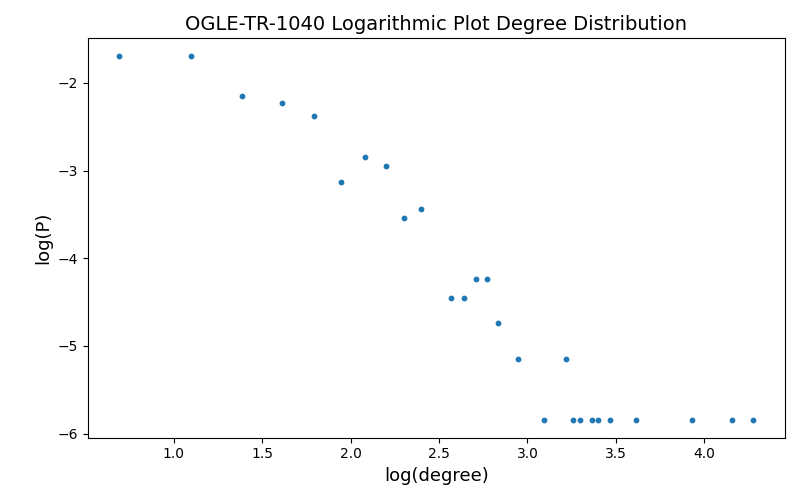 OGLE-TR-1040 Logarithmic Plot Degree Distribution
−2
−3
−4
−5
−6
log(P)
1.0 1.5 2.0 2.5 3.0 3.5 4.0
log(degree)